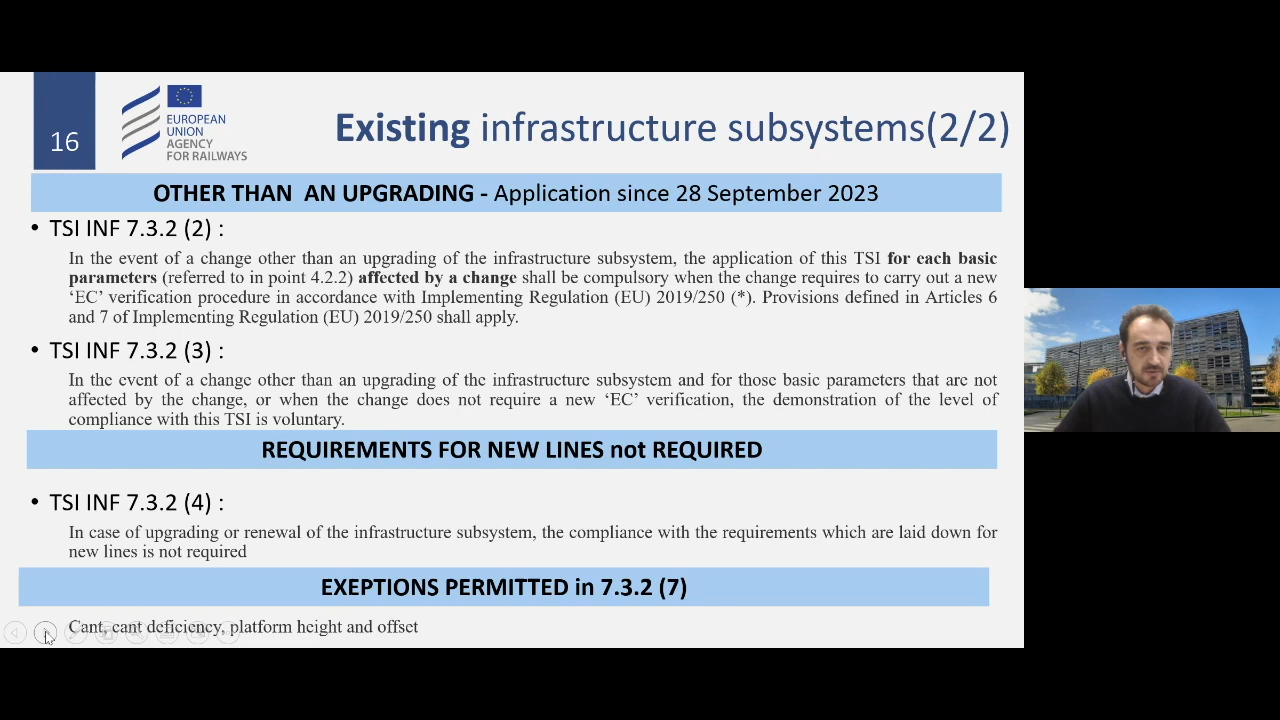 16
EUROPEAN
UNION
AGENCY
FOR RAILWAYS
Existing infrastructure subsystems(2/2)
OTHER THAN AN UPGRADING - Application since 28 September 2023
• TSI INF 7.3.2 (2) :
In the event of a change other than an upgrading of the infrastructure subsystem, the application of this TSI for each basic
parameters (referred to in point 4.2.2) affected by a change shall be compulsory when the change requires to carry out a new
‘EC’ verification procedure in accordance with Implementing Regulation (EU) 2019/250 (*). Provisions defined in Articles 6
and 7 of Implementing Regulation (EU) 2019/250 shall apply.
• TSI INF 7.3.2 (3) :
In the event of a change other than an upgrading of the infrastructure subsystem and for those basic parameters that are not
affected by the change, or when the change does not require a new ‘EC’ verification, the demonstration of the level of
compliance with this TSI is voluntary.
REQUIREMENTS FOR NEW LINES not REQUIRED
• TSI INF 7.3.2 (4) :
In case of upgrading or renewal of the infrastructure subsystem, the compliance with the requirements which are laid down for
new lines is not required
EXEPTIONS PERMITTED in 7.3.2 (7)
Cant, cant deficiency, platform height and offset